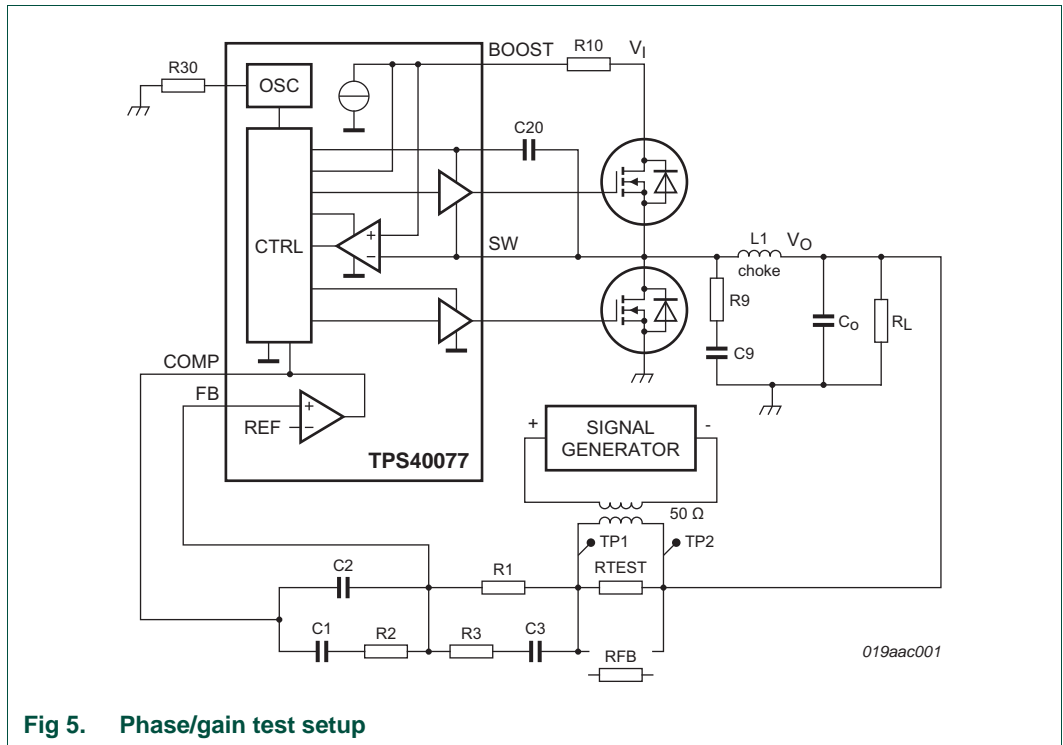 BOOST
R10
VI
R30
OSC
C20
CTRL
+
−
SW
L1
choke
VO
R9
C9
Co
RL
COMP
FB
+
REF
−
TPS40077
+
SIGNAL
GENERATOR
-
50 Ω
TP1
TP2
RTEST
C2
R1
C1
R2
R3
C3
RFB
019aac001
Fig 5. Phase/gain test setup